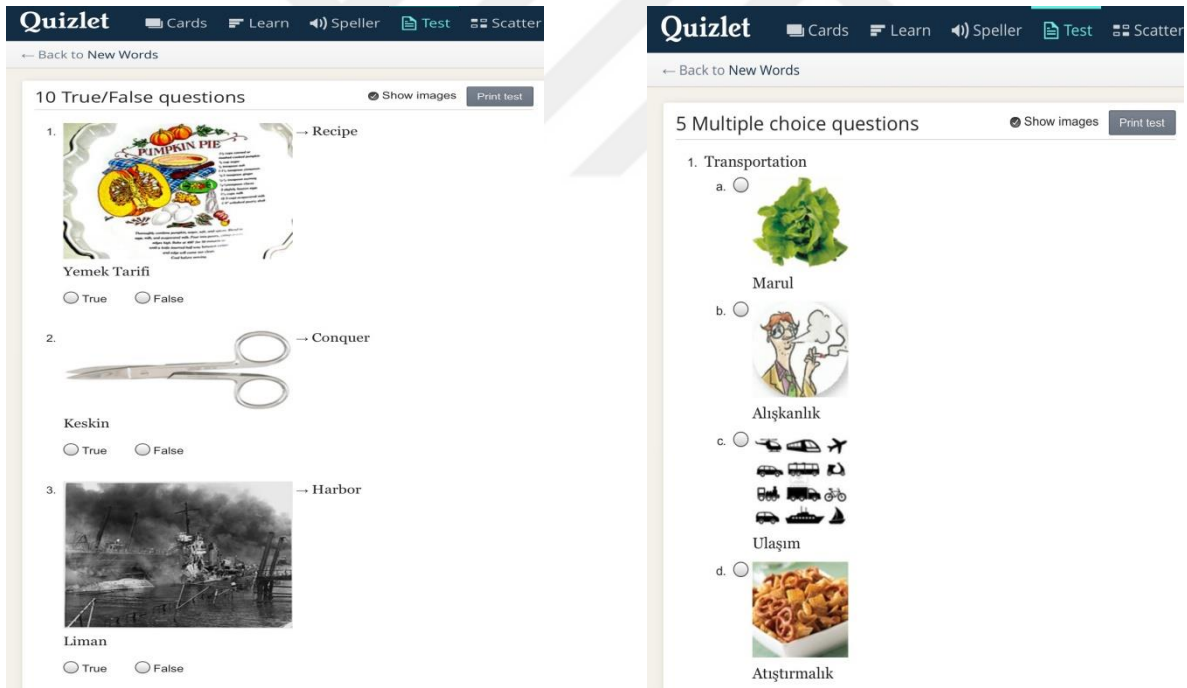 Quizlet Cards Learn Speller Test Scatter
← Back to New Words
10 True/False questions Show images Print test
1. → Recipe
PUMPKIN PIE
Yemek Tarifi
True False
2. → Conquer
Keskin
True False
3. → Harbor
Liman
True False
Quizlet Cards Learn Speller Test Scatter
← Back to New Words
5 Multiple choice questions Show images Print test
1. Transportation
a.
Marul
b.
Alışkanlık
c.
Ulaşım
d.
Atıştırmalık